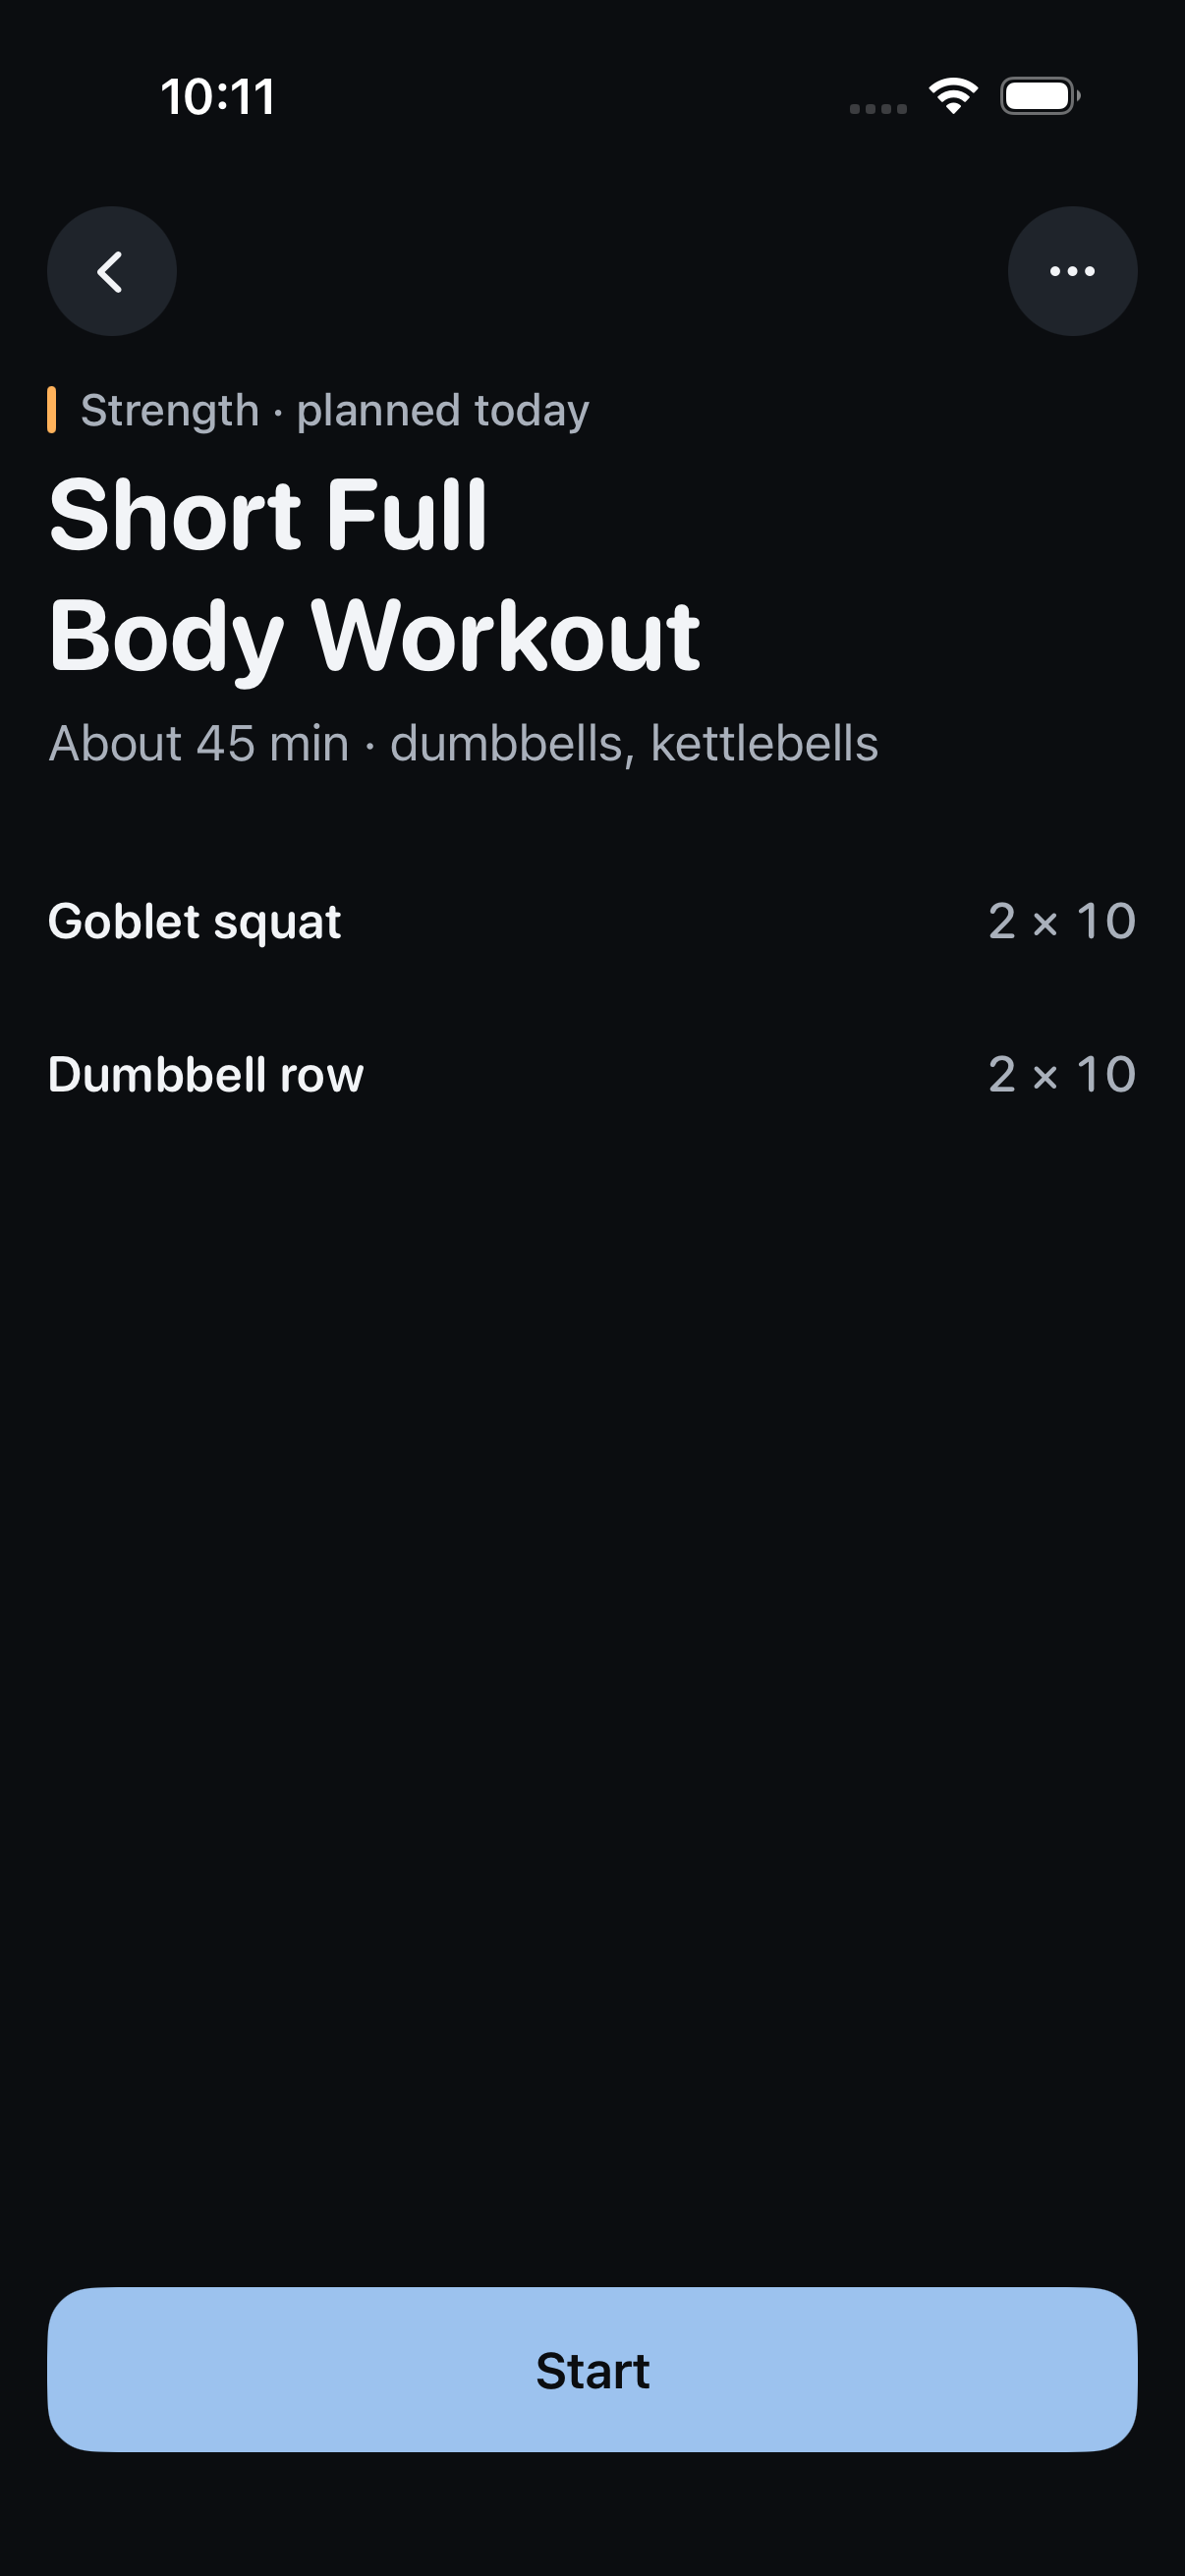 10:11
Strength · planned today
Short Full
Body Workout
About 45 min · dumbbells, kettlebells
Goblet squat 2 × 10
Dumbbell row 2 × 10
Start